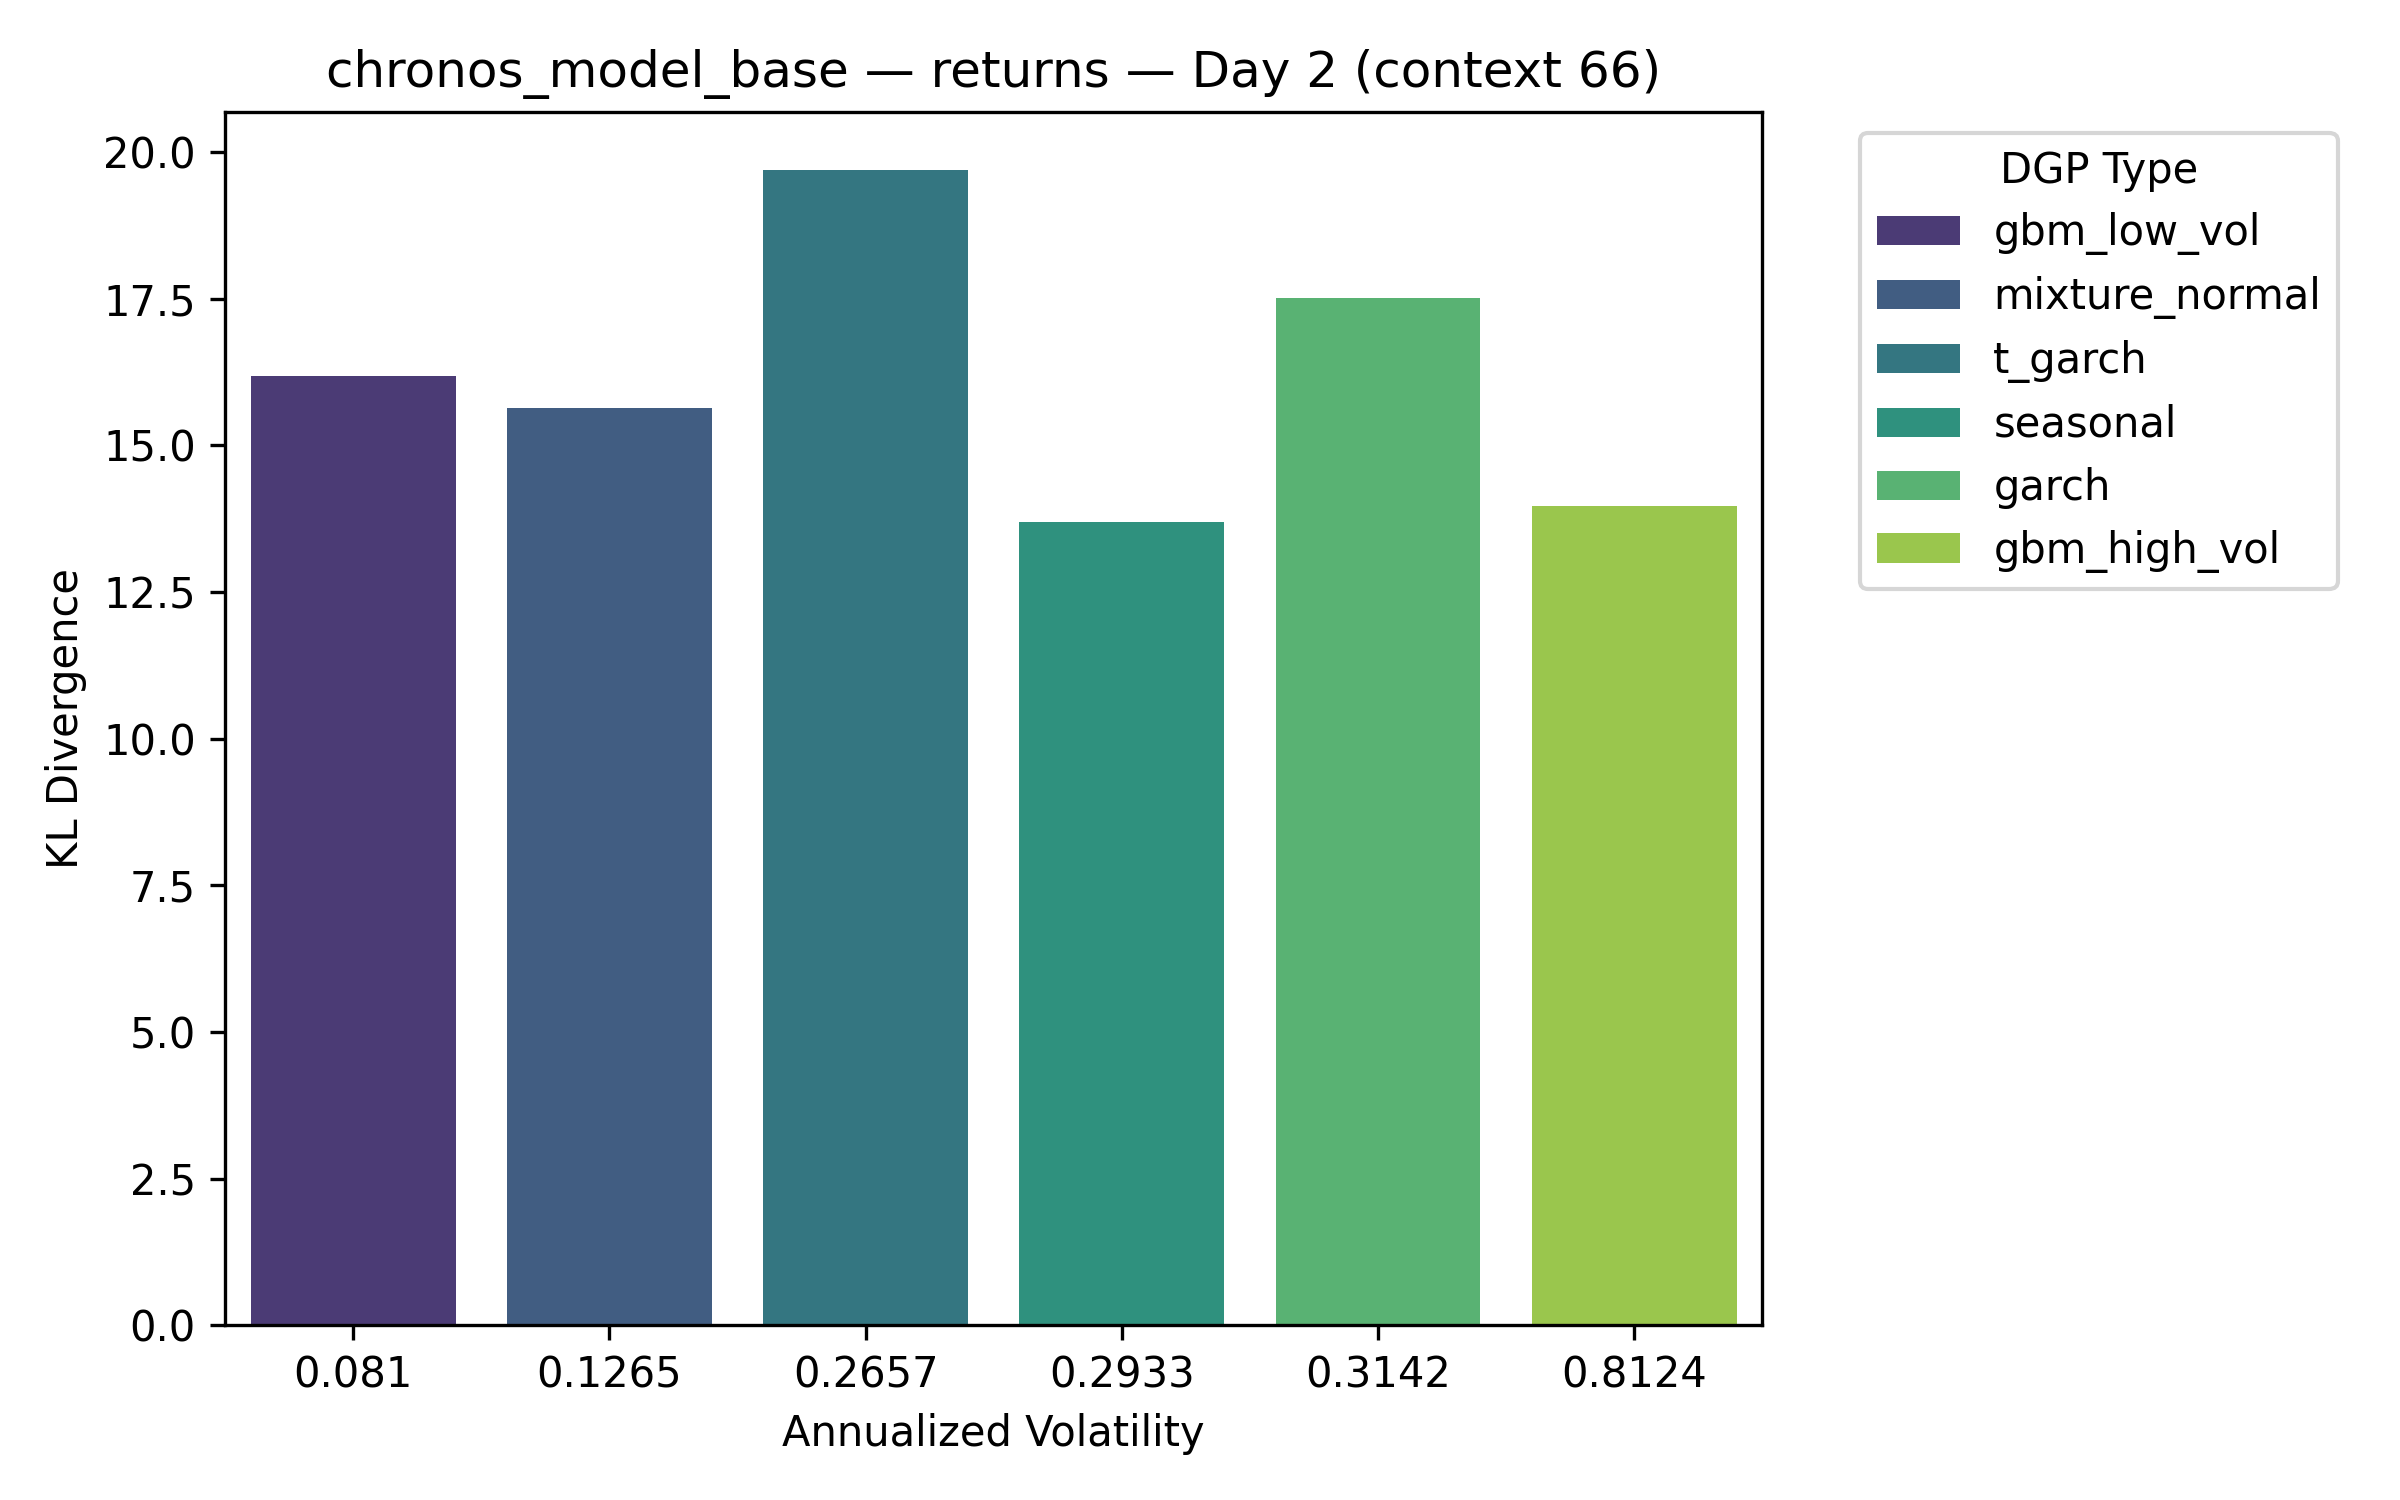 chronos_model_base — returns — Day 2 (context 66)
KL Divergence
20.0
17.5
15.0
12.5
10.0
7.5
5.0
2.5
0.0
0.081 0.1265 0.2657 0.2933 0.3142 0.8124
Annualized Volatility
DGP Type
gbm_low_vol
mixture_normal
t_garch
seasonal
garch
gbm_high_vol